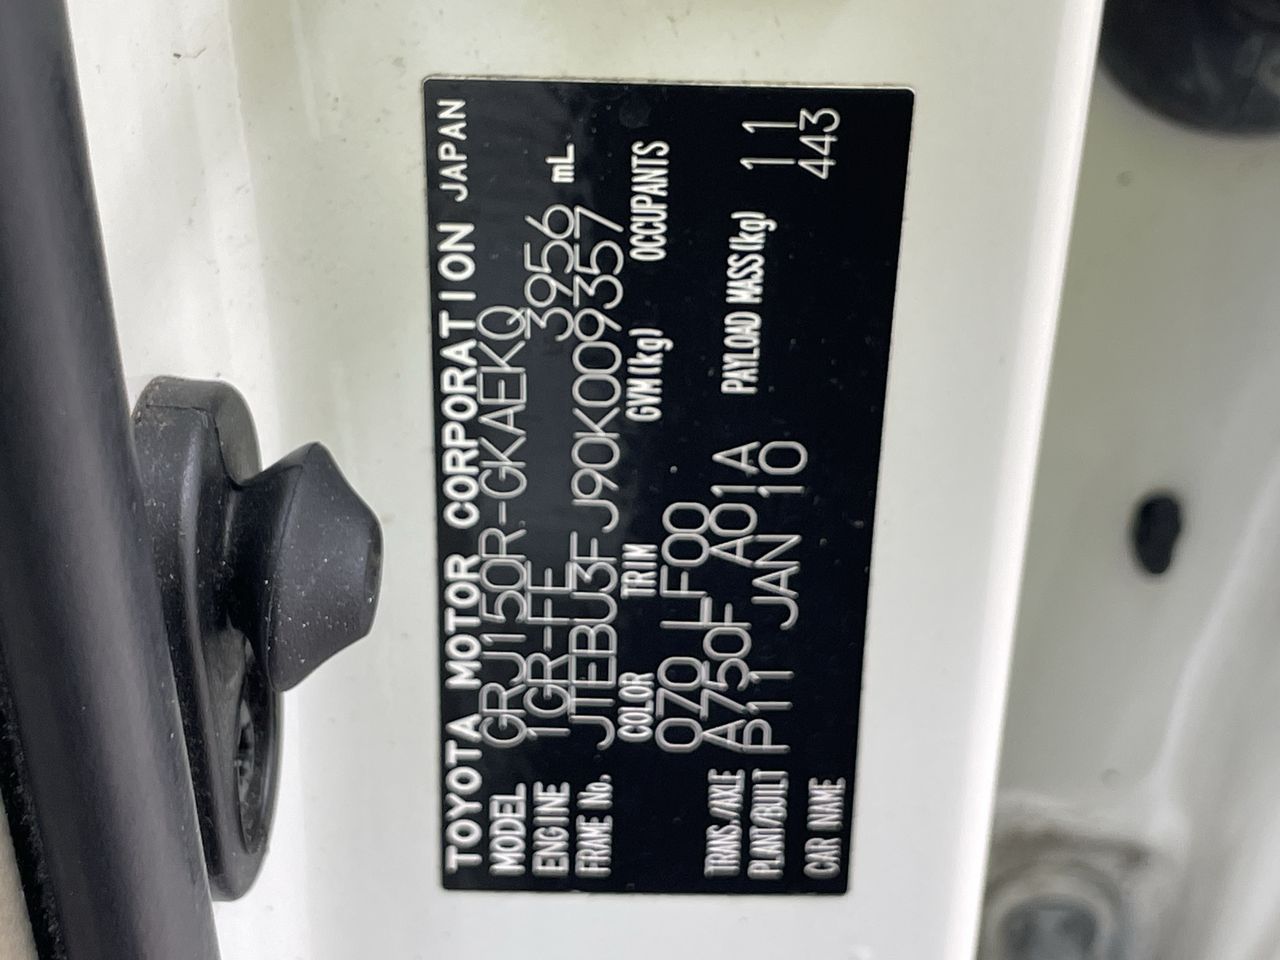 TOYOTA MOTOR CORPORATION JAPAN
MODEL GRJ150R-GKAEKQ
ENGINE 1GR-FE 3956 mL
FRAME No. JTEBU3FJ90K009357
COLOR TRIM GVM(kg) OCCUPANTS
070 LF00
TRANS./AXLE A750F A01A PAYLOAD MASS(kg) 11
PLANT/BUILT P11 JAN 10
CAR NAME 443